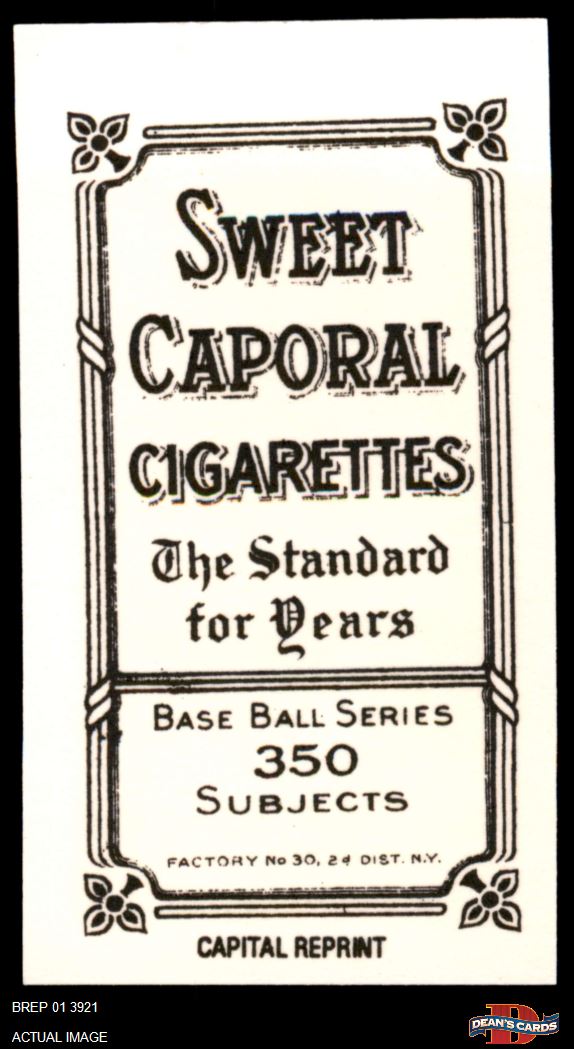 SWEET
CAPORAL
CIGARETTES
The Standard
for Years
BASE BALL SERIES
350
SUBJECTS
FACTORY No 30, 2d DIST. N.Y.
CAPITAL REPRINT
BREP 01 3921
ACTUAL IMAGE
DEAN'S CARDS